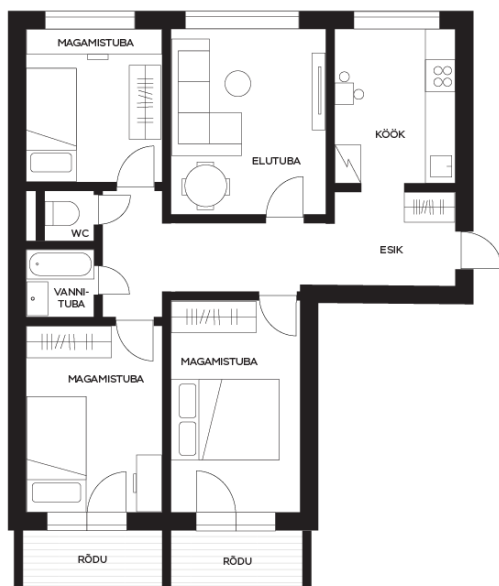 MAGAMISTUBA
ELUTUBA
KÖÖK
WC
ESIK
VANNI-
TUBA
MAGAMISTUBA
MAGAMISTUBA
RÕDU
RÕDU